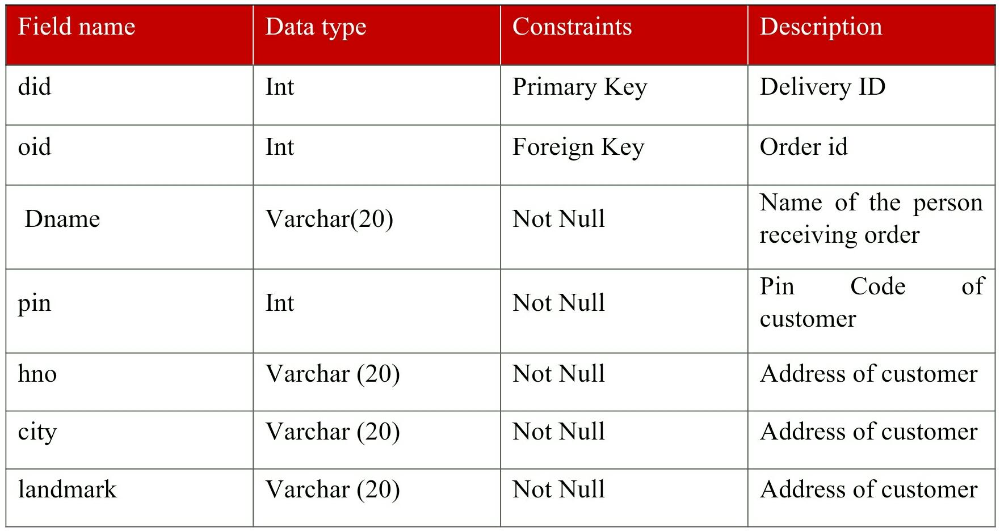 Field name Data type Constraints Description
did Int Primary Key Delivery ID
oid Int Foreign Key Order id
Dname Varchar(20) Not Null Name of the person
receiving order
pin Int Not Null Pin Code of
customer
hno Varchar (20) Not Null Address of customer
city Varchar (20) Not Null Address of customer
landmark Varchar (20) Not Null Address of customer